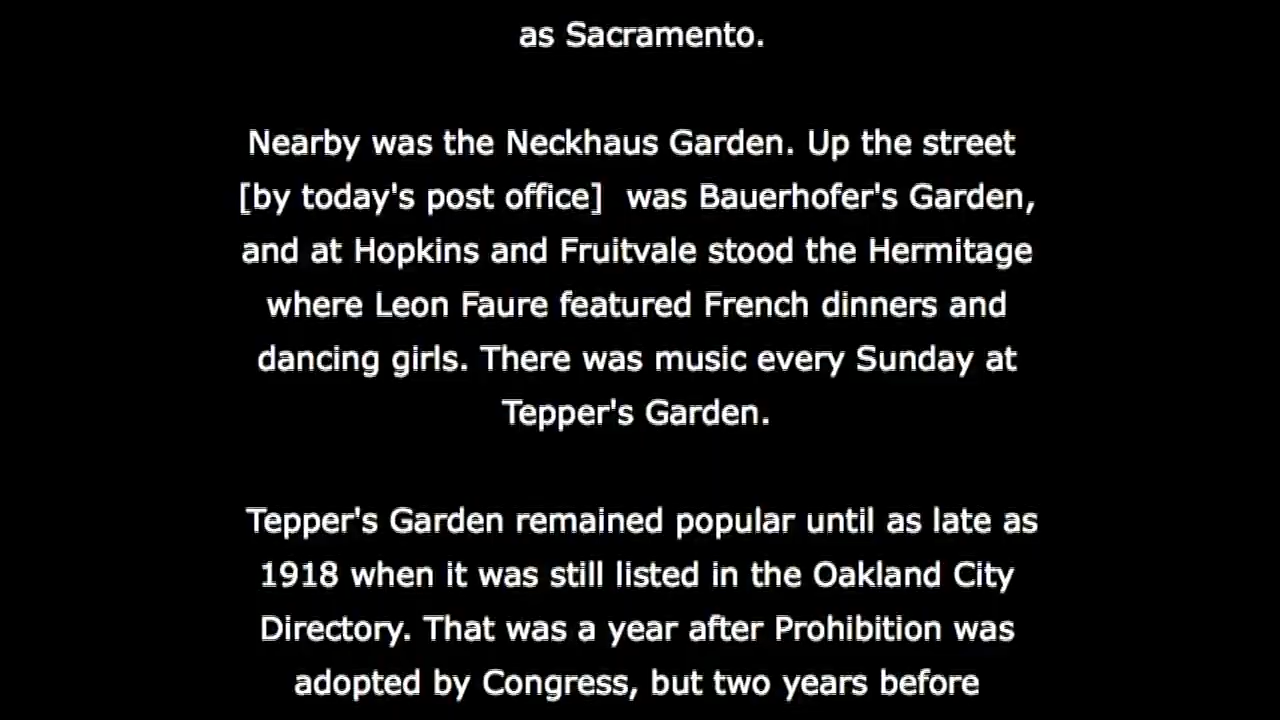 as Sacramento.
Nearby was the Neckhaus Garden. Up the street
[by today's post office]  was Bauerhofer's Garden,
and at Hopkins and Fruitvale stood the Hermitage
where Leon Faure featured French dinners and
dancing girls. There was music every Sunday at
Tepper's Garden.
Tepper's Garden remained popular until as late as
1918 when it was still listed in the Oakland City
Directory. That was a year after Prohibition was
adopted by Congress, but two years before